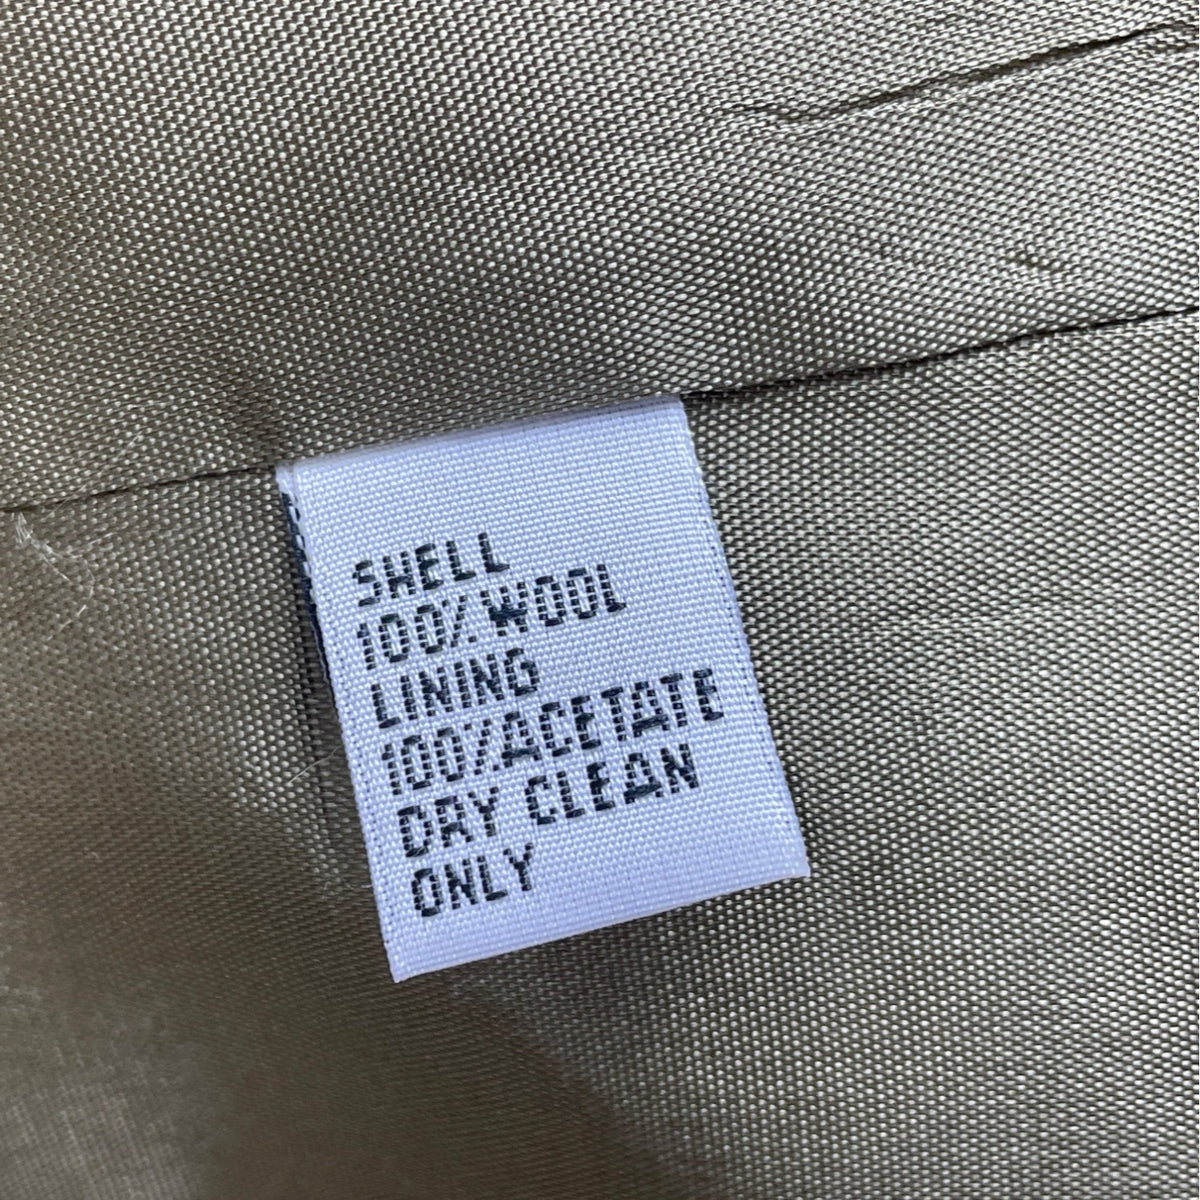 SHELL
100% WOOL
LINING
100% ACETATE
DRY CLEAN
ONLY